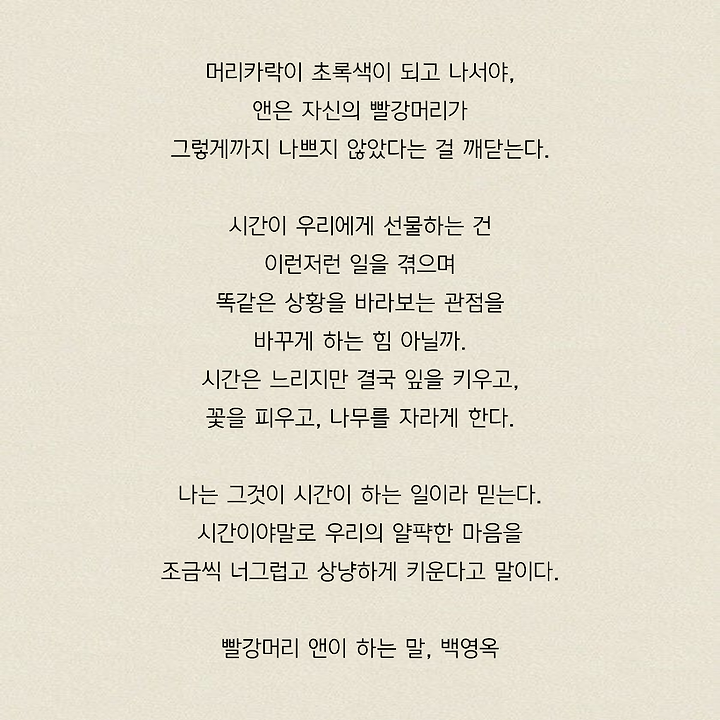 머리카락이 초록색이 되고 나서야,
앤은 자신의 빨강머리가
그렇게까지 나쁘지 않았다는 걸 깨닫는다.
시간이 우리에게 선물하는 건
이런저런 일을 겪으며
똑같은 상황을 바라보는 관점을
바꾸게 하는 힘 아닐까.
시간은 느리지만 결국 잎을 키우고,
꽃을 피우고, 나무를 자라게 한다.
나는 그것이 시간이 하는 일이라 믿는다.
시간이야말로 우리의 얄팍한 마음을
조금씩 너그럽고 상냥하게 키운다고 말이다.
빨강머리 앤이 하는 말, 백영옥